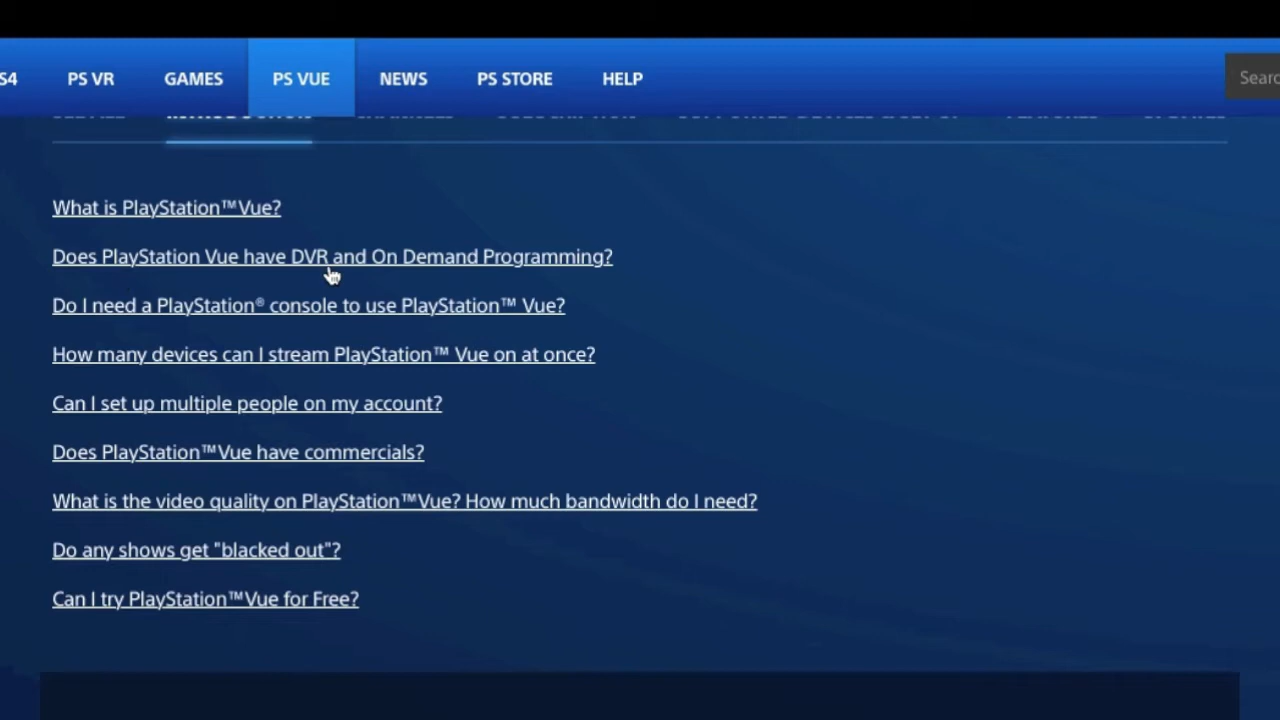 PS VR GAMES PS VUE NEWS PS STORE HELP
What is PlayStation™Vue?
Does PlayStation Vue have DVR and On Demand Programming?
Do I need a PlayStation® console to use PlayStation™ Vue?
How many devices can I stream PlayStation™ Vue on at once?
Can I set up multiple people on my account?
Does PlayStation™Vue have commercials?
What is the video quality on PlayStation™Vue? How much bandwidth do I need?
Do any shows get "blacked out"?
Can I try PlayStation™Vue for Free?